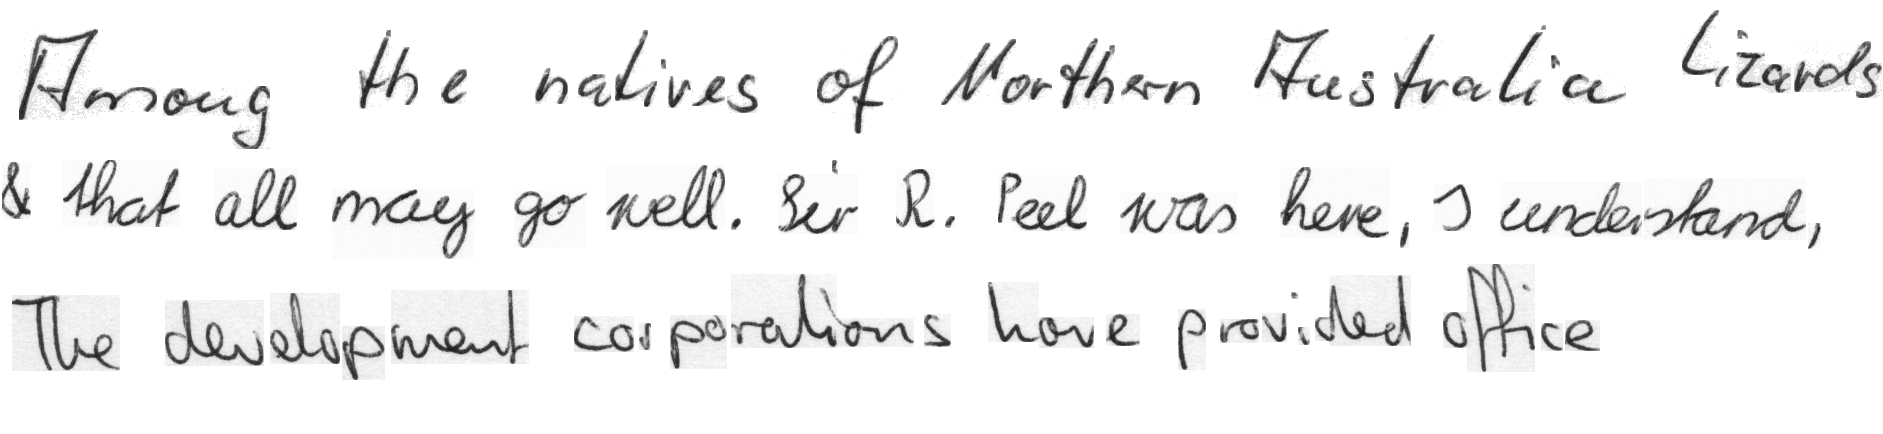 Among the natives of Northern Australia Lizards
& that all may go well. Sir R. Peel was here, I understand,
The development corporations have provided office